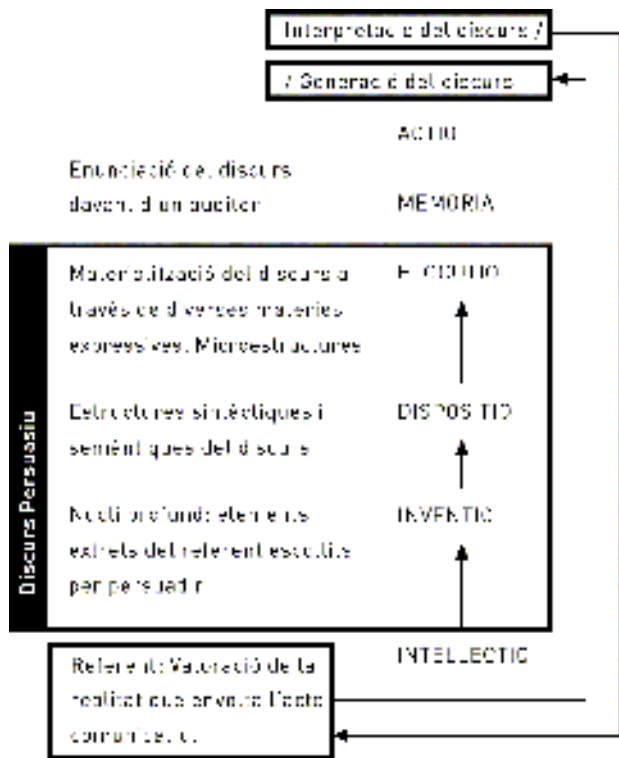 Interpretació del discurs /
/ Generació del discurs
ACTIO
Enunciació del discurs
davant d'un auditori
MEMORIA
Materialització del discurs a
través de diverses matèries
expressives. Microestructures
ELOCUTIO
Estructures sintàctiques i
semàntiques del discurs
DISPOSITIO
Nucli profund: elements
extrets del referent escollits
per persuadir
INVENTIO
Discurs Persuasiu
INTELLECTIO
Referent: Valoració de la
realitat que envolta l'acte
comunicatiu.